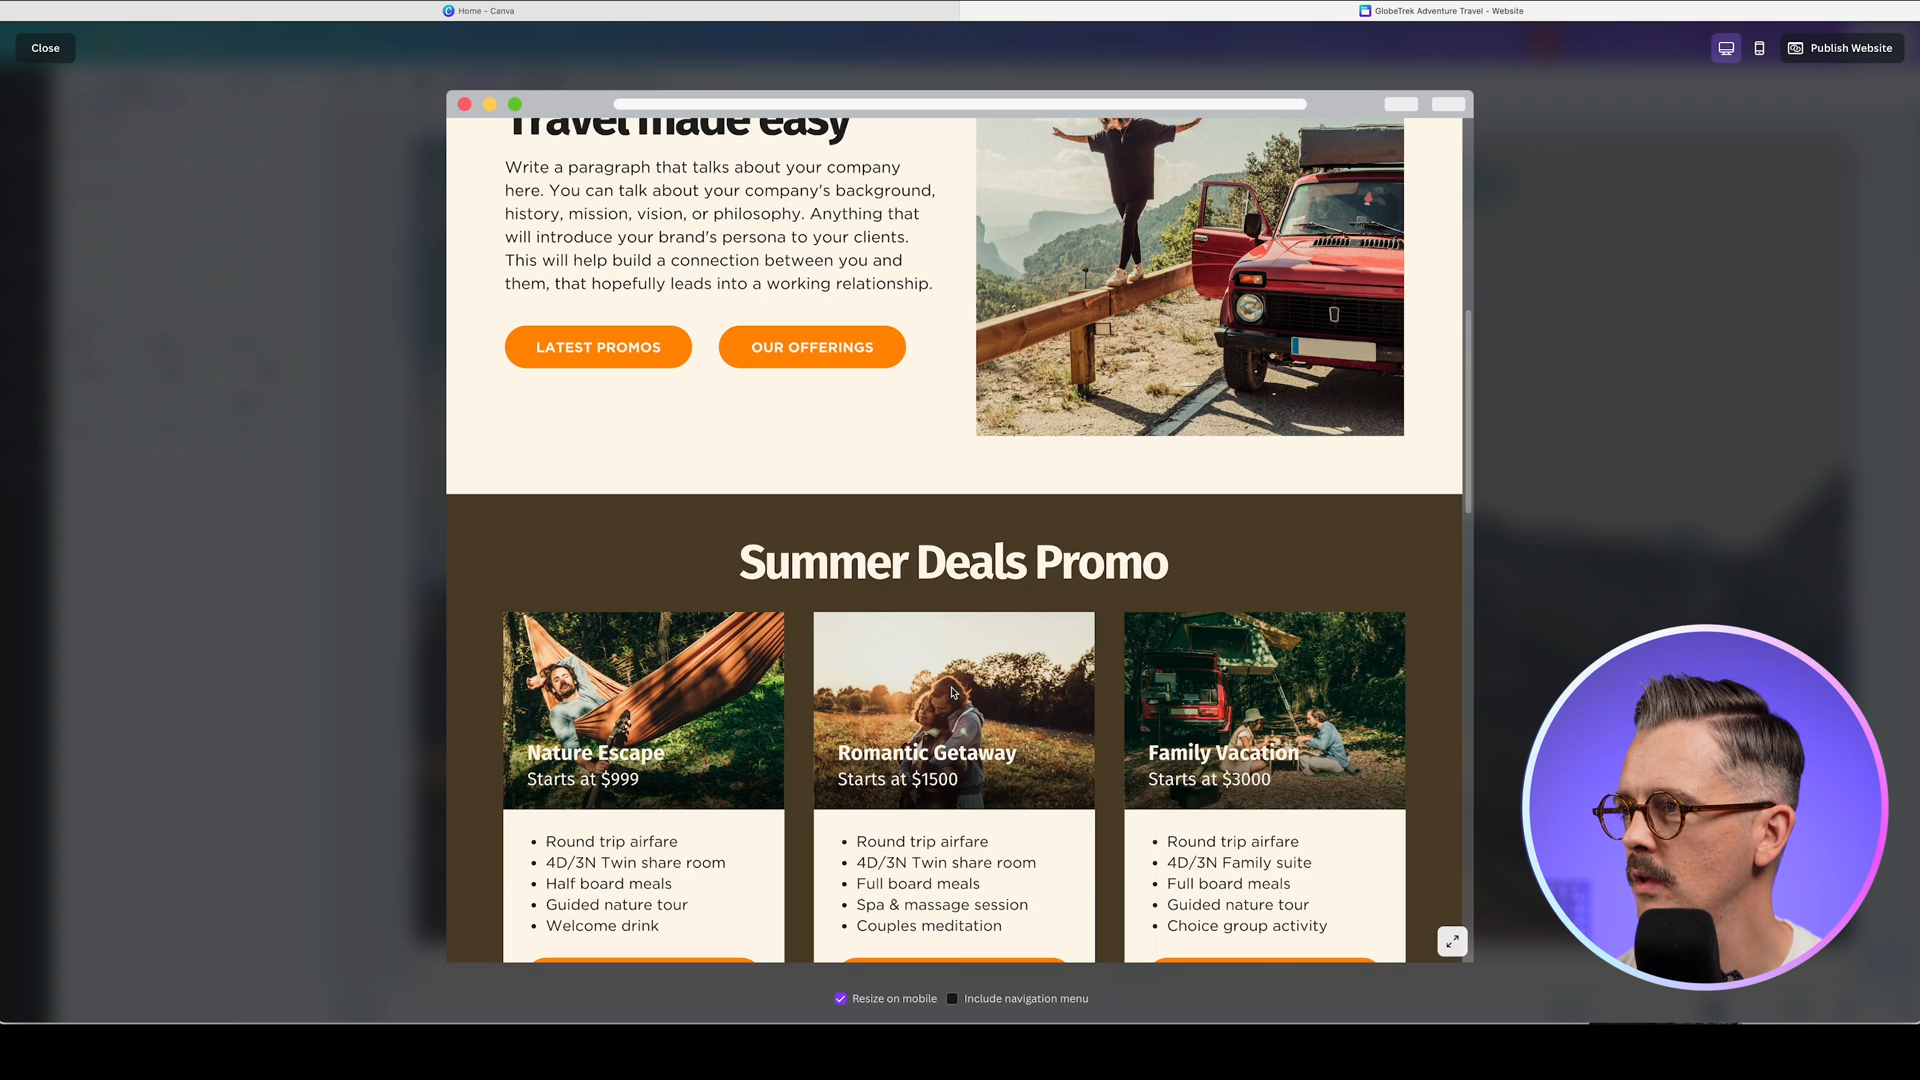 Home - Canva
GlobeTrek Adventure Travel - Website
Close
Publish Website
Travel made easy
Write a paragraph that talks about your company
here. You can talk about your company's background,
history, mission, vision, or philosophy. Anything that
will introduce your brand's persona to your clients.
This will help build a connection between you and
them, that hopefully leads into a working relationship.
LATEST PROMOS
OUR OFFERINGS
Summer Deals Promo
Nature Escape
Starts at $999
• Round trip airfare
• 4D/3N Twin share room
• Half board meals
• Guided nature tour
• Welcome drink
Romantic Getaway
Starts at $1500
• Round trip airfare
• 4D/3N Twin share room
• Full board meals
• Spa & massage session
• Couples meditation
Family Vacation
Starts at $3000
• Round trip airfare
• 4D/3N Family suite
• Full board meals
• Guided nature tour
• Choice group activity
Resize on mobile
Include navigation menu